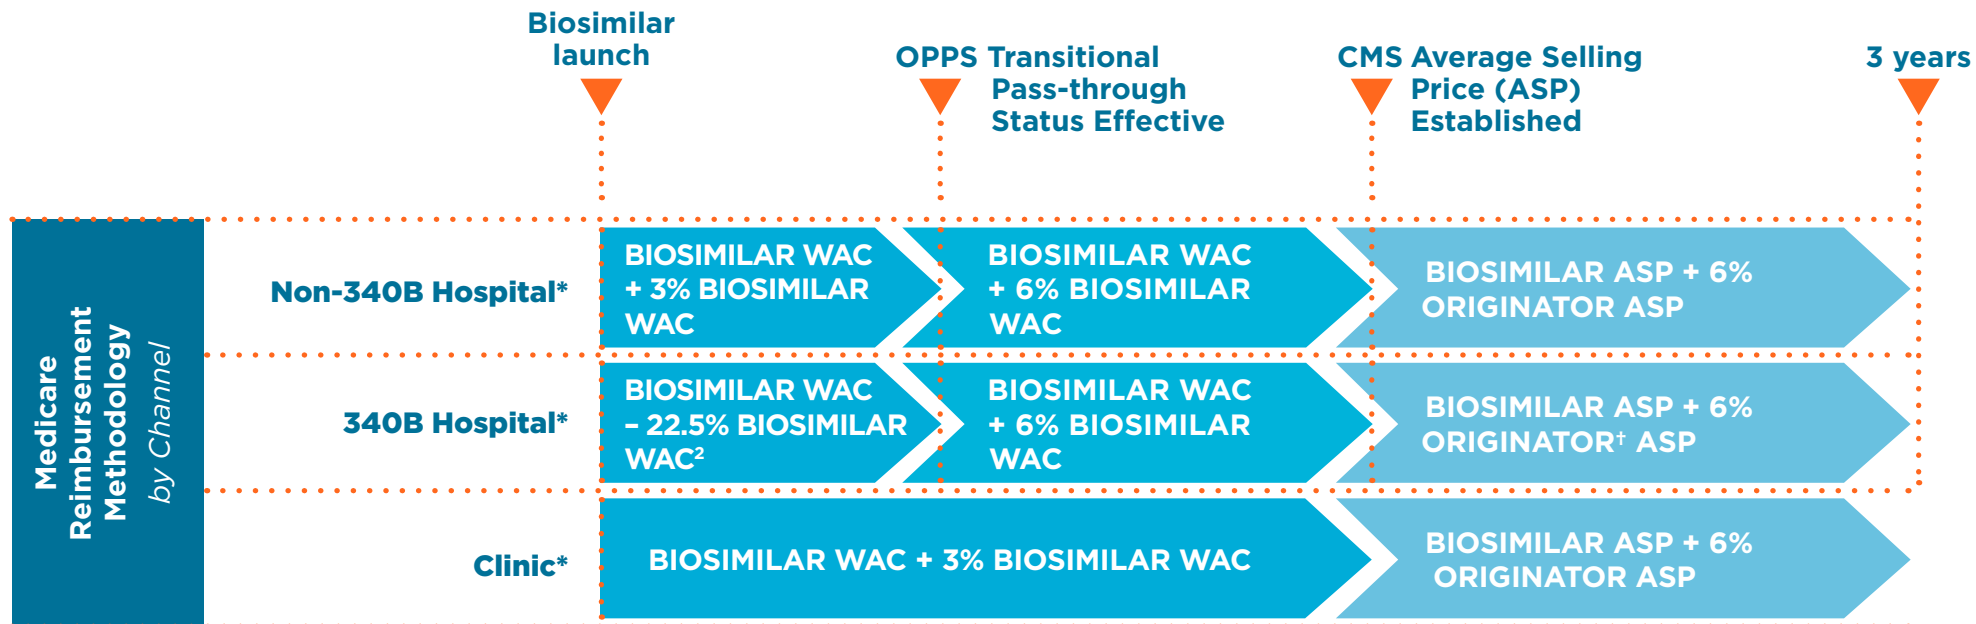 Biosimilar
launch
OPPS Transitional
Pass-through
Status Effective
CMS Average Selling
Price (ASP)
Established
3 years
Medicare
Reimbursement
Methodology
by Channel
Non-340B Hospital*
BIOSIMILAR WAC
+ 3% BIOSIMILAR
WAC
BIOSIMILAR WAC
+ 6% BIOSIMILAR
WAC
BIOSIMILAR ASP + 6%
ORIGINATOR ASP
340B Hospital*
BIOSIMILAR WAC
– 22.5% BIOSIMILAR
WAC²
BIOSIMILAR WAC
+ 6% BIOSIMILAR
WAC
BIOSIMILAR ASP + 6%
ORIGINATOR† ASP
Clinic*
BIOSIMILAR WAC + 3% BIOSIMILAR WAC
BIOSIMILAR ASP + 6%
ORIGINATOR ASP